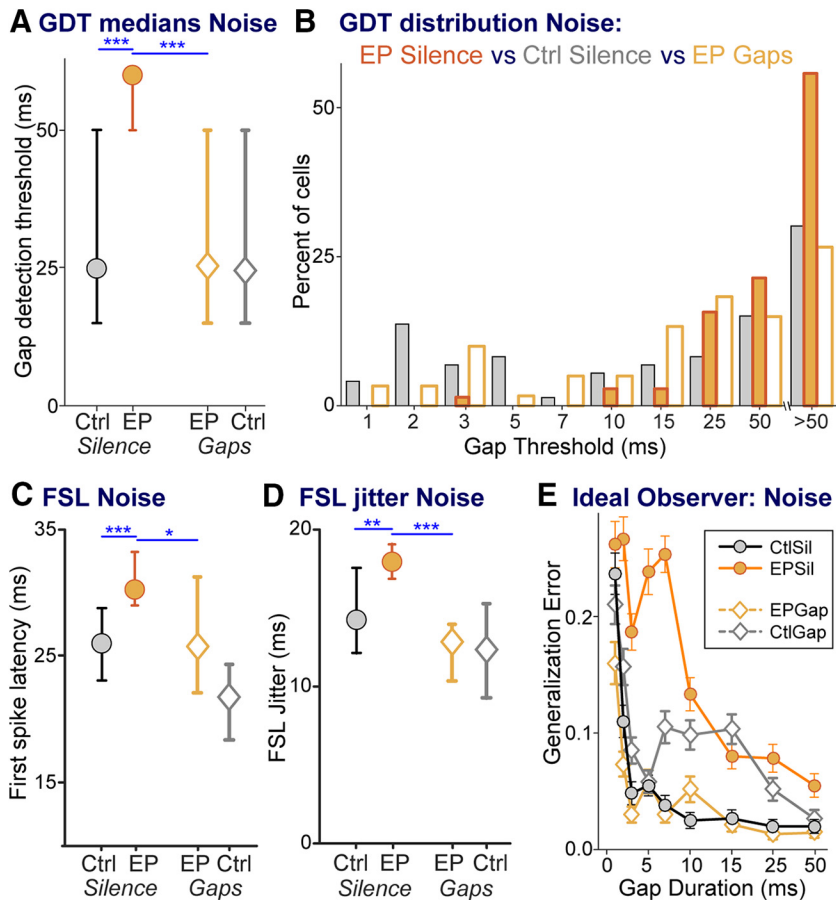 A GDT medians Noise
***
***
Gap detection threshold (ms)
50
25
0
Ctrl EP EP Ctrl
Silence Gaps
B GDT distribution Noise:
EP Silence vs Ctrl Silence vs EP Gaps
Percent of cells
50
25
0
1 2 3 5 7 10 15 25 50 >50
Gap Threshold (ms)
C FSL Noise
***
*
First spike latency (ms)
35
25
15
Ctrl EP EP Ctrl
Silence Gaps
D FSL jitter Noise
**
***
FSL Jitter (ms)
20
10
0
Ctrl EP EP Ctrl
Silence Gaps
E Ideal Observer: Noise
CtlSil
EPSil
EPGap
CtlGap
Generalization Error
0.2
0.1
0.0
0 5 10 15 25 50
Gap Duration (ms)